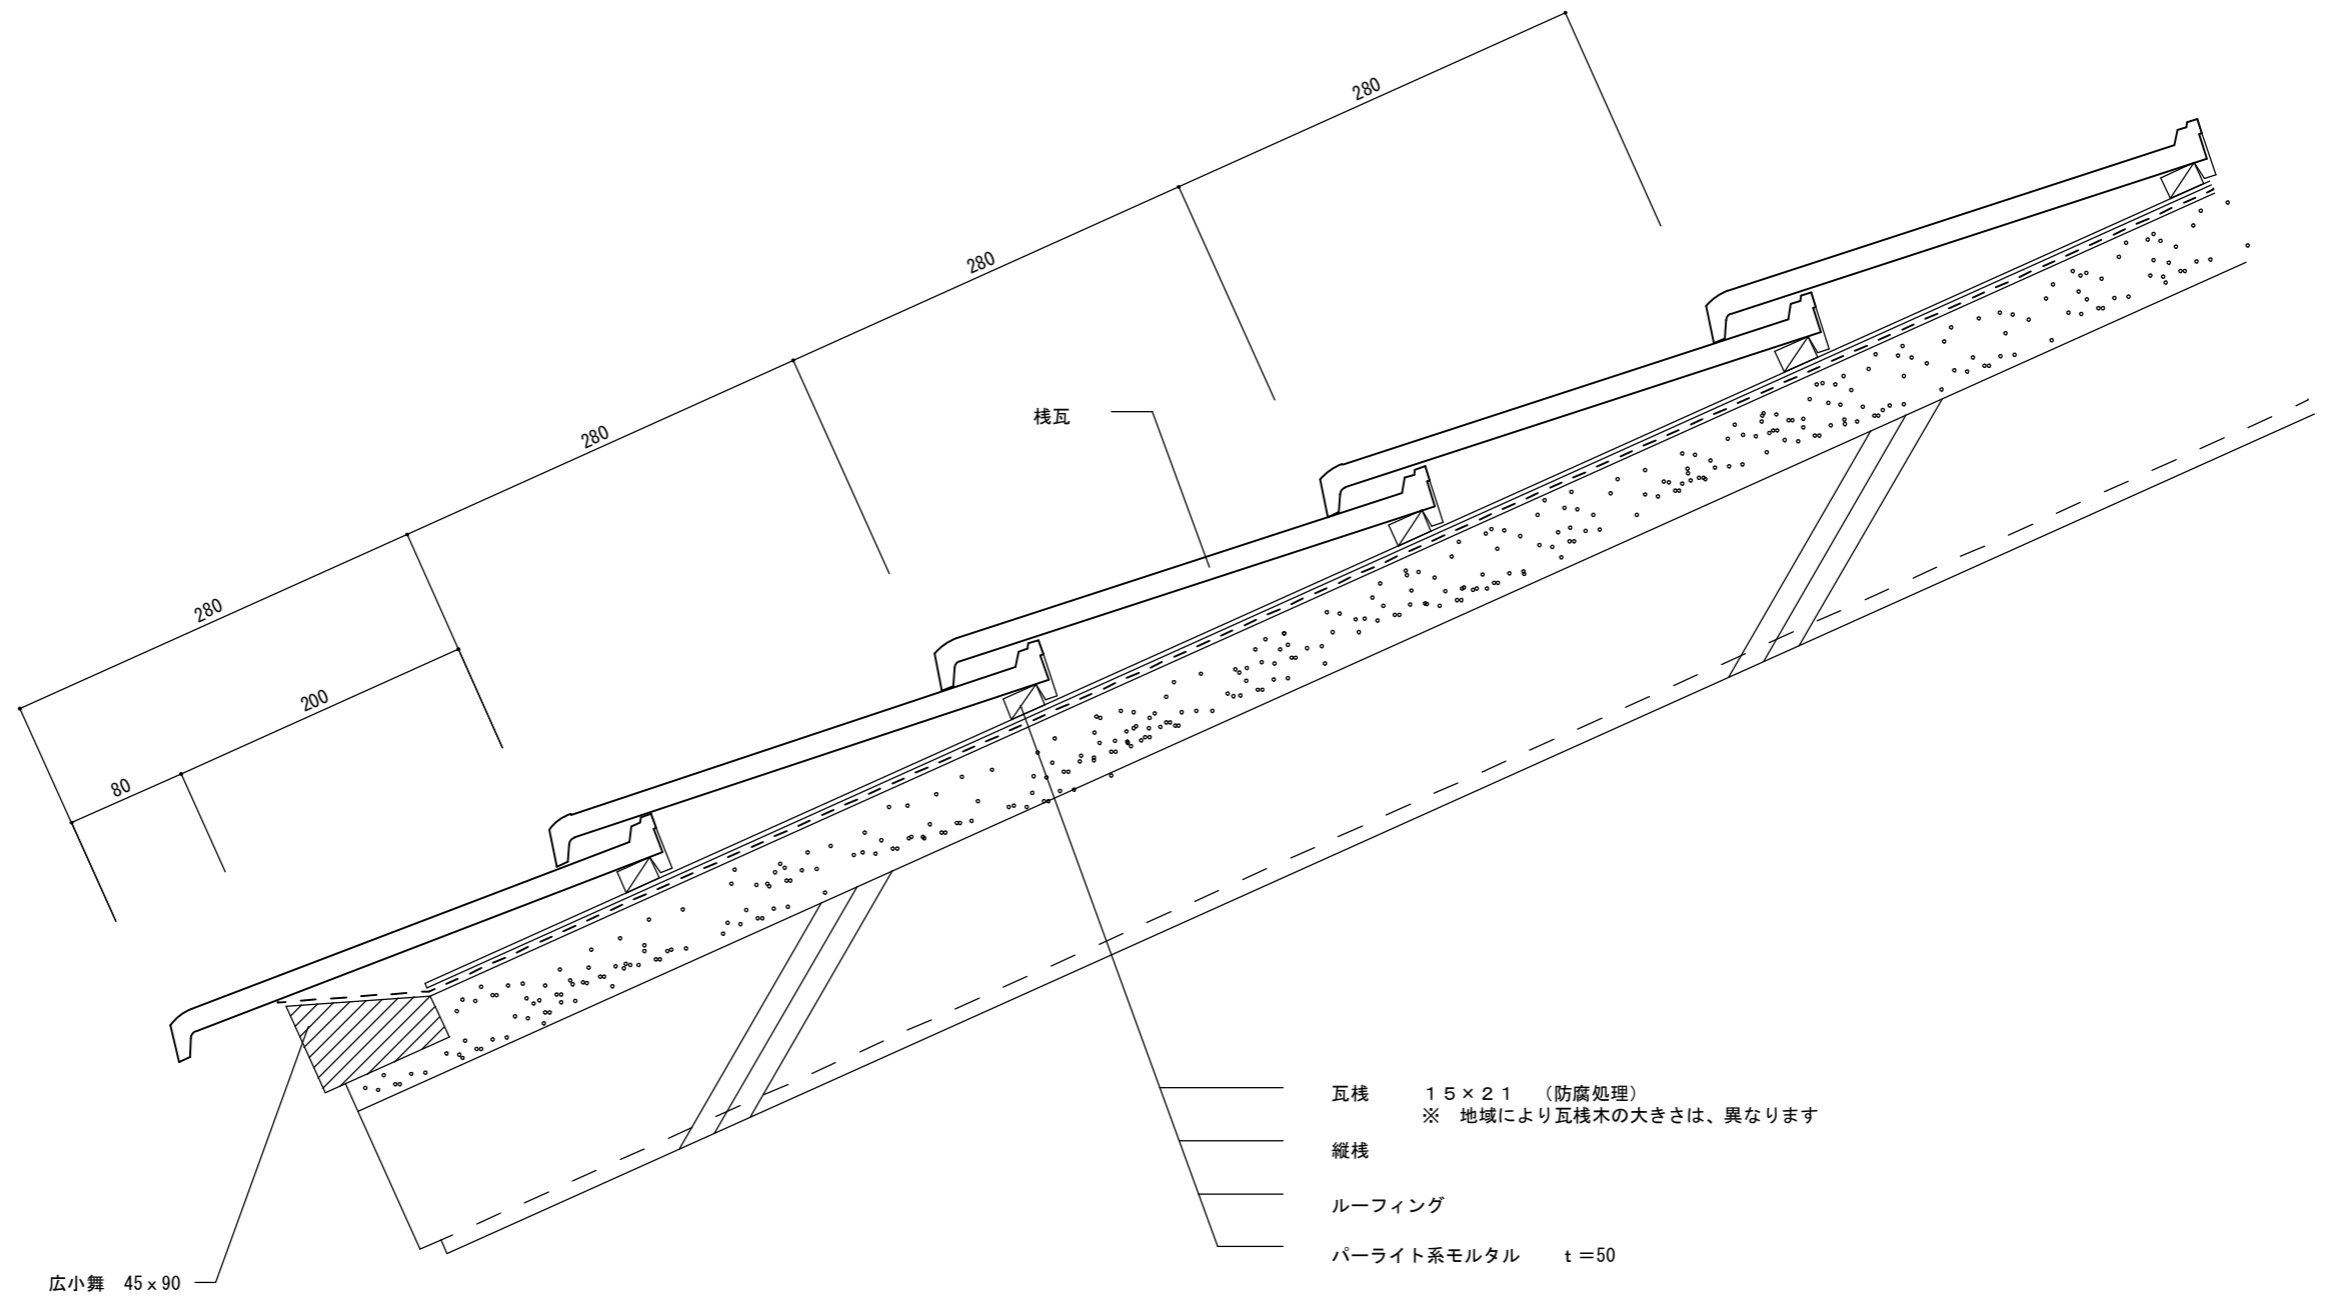 280
280
280
280
200
80
桟瓦
瓦桟　１５×２１　（防腐処理）
※　地域により瓦桟木の大きさは、異なります
縦桟
ルーフィング
パーライト系モルタル　ｔ＝50
広小舞　45ｘ90